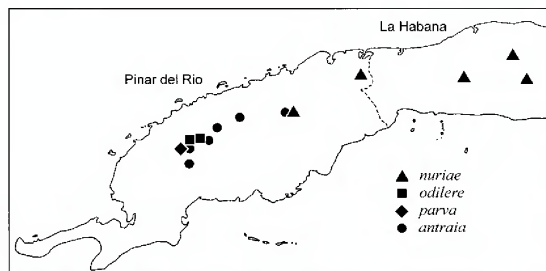 La Habana
Pinar del Rio
nuriae
odilere
parva
antraia